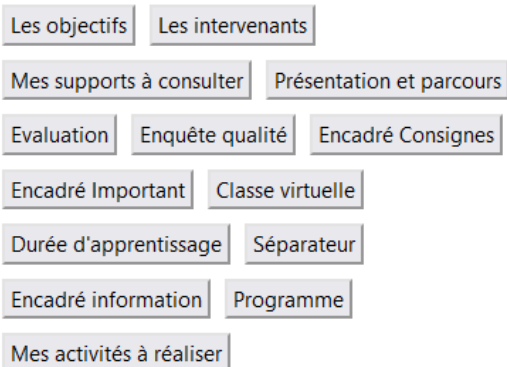 Les objectifs Les intervenants
Mes supports à consulter Présentation et parcours
Evaluation Enquête qualité Encadré Consignes
Encadré Important Classe virtuelle
Durée d'apprentissage Séparateur
Encadré information Programme
Mes activités à réaliser